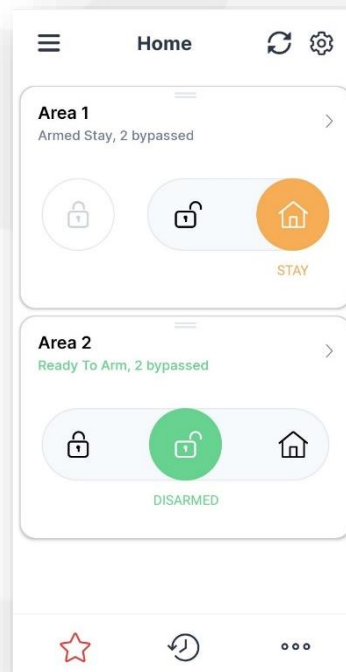 Home
Area 1
Armed Stay, 2 bypassed
STAY
Area 2
Ready To Arm, 2 bypassed
DISARMED